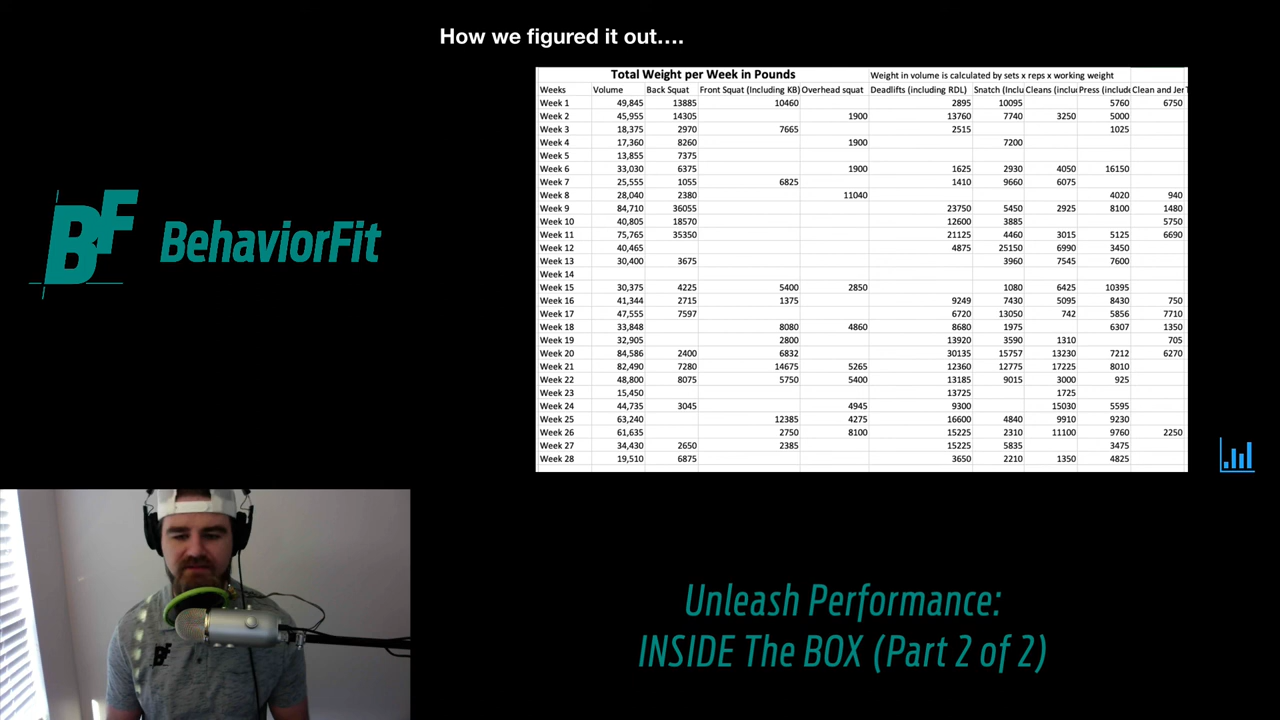 How we figured it out....
Total Weight per Week in Pounds Weight in volume is calculated by sets x reps x working weight
Weeks Volume Back Squat Front Squat (Including KB) Overhead squat Deadlifts (including RDL) Snatch (Inclu Cleans (inclu Press (include Clean and Jer T
Week 1 49,845 13885 10460 2895 10095 5760 6750
Week 2 45,955 14305 1900 13760 7740 3250 5000
Week 3 18,375 2970 7665 2515 1025
Week 4 17,360 8260 1900 7200
Week 5 13,855 7375
Week 6 33,030 6375 1900 1625 2930 4050 16150
Week 7 25,555 1055 6825 1410 9660 6075
Week 8 28,040 2380 11040 4020 940
Week 9 84,710 36055 23750 5450 2925 8100 1480
Week 10 40,805 18570 12600 3885 5750
Week 11 75,765 35350 21125 4460 3015 5125 6690
Week 12 40,465 4875 25150 6990 3450
Week 13 30,400 3675 3960 7545 7600
Week 14
Week 15 30,375 4225 5400 2850 1080 6425 10395
Week 16 41,344 2715 1375 9249 7430 5095 8430 750
Week 17 47,555 7597 6720 13050 742 5856 7710
Week 18 33,848 8080 4860 8680 1975 6307 1350
Week 19 32,905 2800 13920 3590 1310 705
Week 20 84,586 2400 6832 30135 15757 13230 7212 6270
Week 21 82,490 7280 14675 5265 12360 12775 17225 8010
Week 22 48,800 8075 5750 5400 13185 9015 3000 925
Week 23 15,450 13725 1725
Week 24 44,735 3045 4945 9300 15030 5595
Week 25 63,240 12385 4275 16600 4840 9910 9230
Week 26 61,635 2750 8100 15225 2310 11100 9760 2250
Week 27 34,430 2650 2385 15225 5835 3475
Week 28 19,510 6875 3650 2210 1350 4825
BF BehaviorFit
BF
Unleash Performance:
INSIDE The BOX (Part 2 of 2)